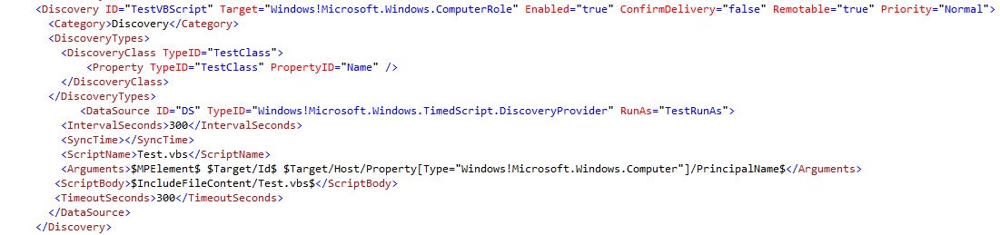 <Discovery ID="TestVBScript" Target="Windows!Microsoft.Windows.ComputerRole" Enabled="true" ConfirmDelivery="false" Remotable="true" Priority="Normal">
<Category>Discovery</Category>
<DiscoveryTypes>
<DiscoveryClass TypeID="TestClass">
<Property TypeID="TestClass" PropertyID="Name" />
</DiscoveryClass>
</DiscoveryTypes>
<DataSource ID="DS" TypeID="Windows!Microsoft.Windows.TimedScript.DiscoveryProvider" RunAs="TestRunAs">
<IntervalSeconds>300</IntervalSeconds>
<SyncTime></SyncTime>
<ScriptName>Test.vbs</ScriptName>
<Arguments>$MPElement$ $Target/Id$ $Target/Host/Property[Type="Windows!Microsoft.Windows.Computer"]/PrincipalName$</Arguments>
<ScriptBody>$IncludeFileContent/Test.vbs$</ScriptBody>
<TimeoutSeconds>300</TimeoutSeconds>
</DataSource>
</Discovery>